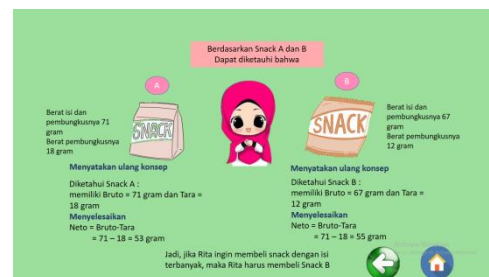 Berdasarkan Snack A dan B
Dapat diketahui bahwa
A
B
Berat isi dan
pembungkusnya 71
gram
Berat pembungkusnya
18 gram
SNACK
SNACK
Berat isi dan
pembungkusnya 67
gram
Berat pembungkusnya
12 gram
Menyatakan ulang konsep
Diketahui Snack A :
memiliki Bruto = 71 gram dan Tara =
18 gram
Menyelesaikan
Neto = Bruto-Tara
= 71 – 18 = 53 gram
Menyatakan ulang konsep
Diketahui Snack B :
memiliki Bruto = 67 gram dan Tara =
12 gram
Menyelesaikan
Neto = Bruto-Tara
= 71 – 18 = 55 gram
Jadi, jika Rita ingin membeli snack dengan isi
terbanyak, maka Rita harus membeli Snack B